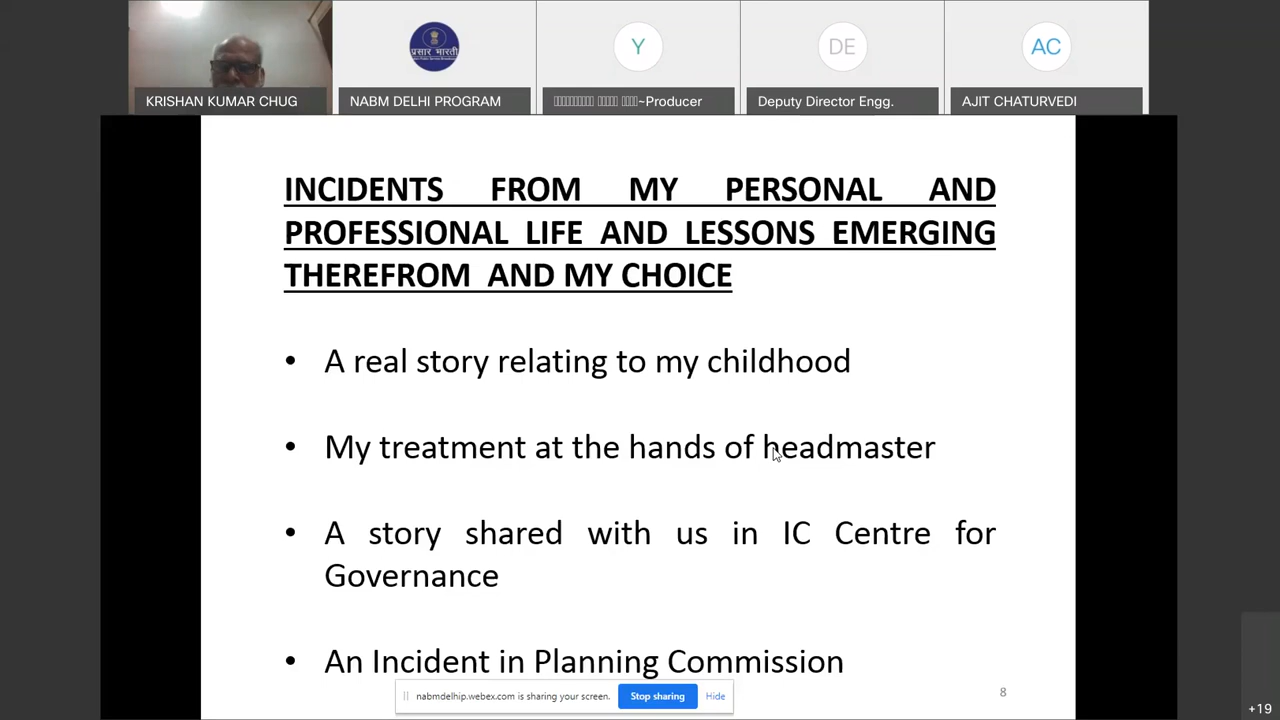 KRISHAN KUMAR CHUG
NABM DELHI PROGRAM
Y
~Producer
DE
Deputy Director Engg.
AC
AJIT CHATURVEDI
प्रसार भारती
INCIDENTS FROM MY PERSONAL AND
PROFESSIONAL LIFE AND LESSONS EMERGING
THEREFROM AND MY CHOICE
• A real story relating to my childhood
• My treatment at the hands of headmaster
• A story shared with us in IC Centre for
Governance
• An Incident in Planning Commission
nabmdelhip.webex.com is sharing your screen.
Stop sharing
Hide
8
+19